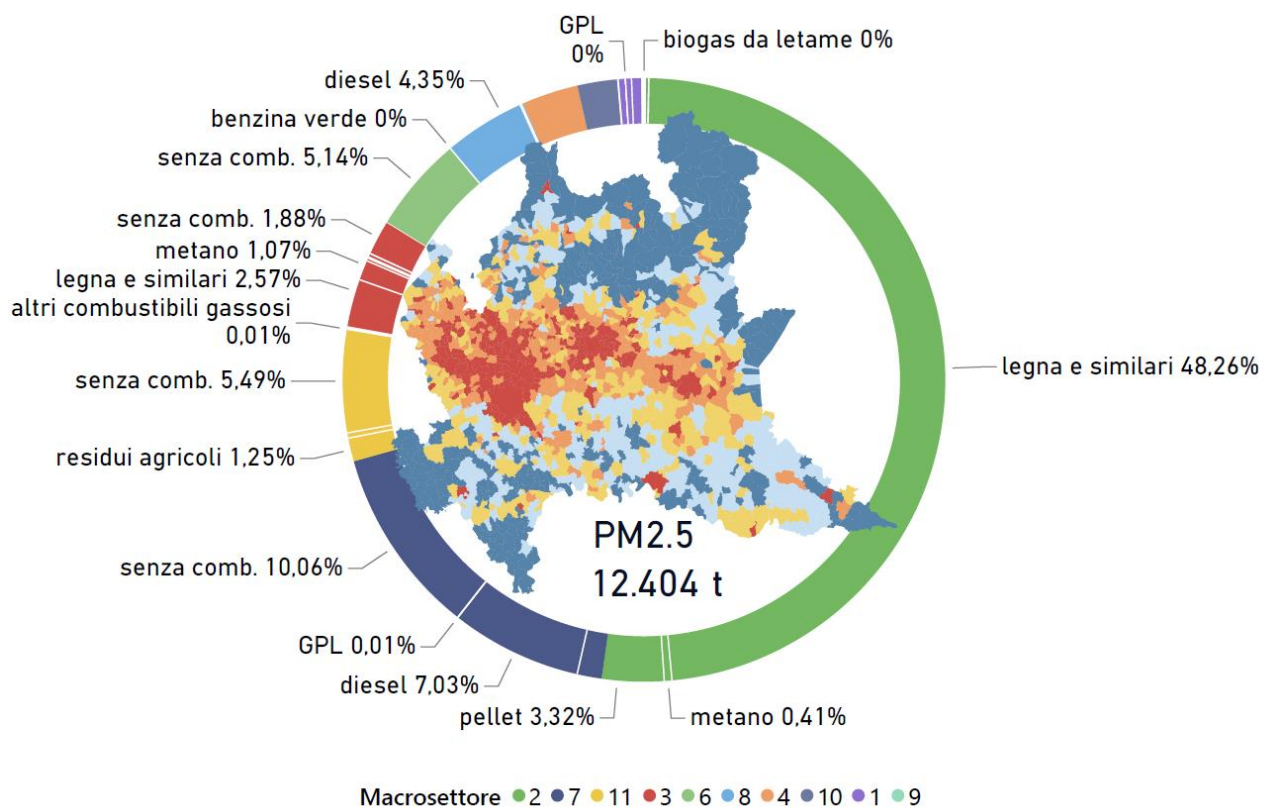 GPL
0%
biogas da letame 0%
diesel 4,35%
benzina verde 0%
senza comb. 5,14%
senza comb. 1,88%
metano 1,07%
legna e similari 2,57%
altri combustibili gassosi
0,01%
senza comb. 5,49%
residui agricoli 1,25%
senza comb. 10,06%
GPL 0,01%
diesel 7,03%
pellet 3,32%
metano 0,41%
legna e similari 48,26%
PM2.5
12.404 t
Macrosettore 2 7 11 3 6 8 4 10 1 9